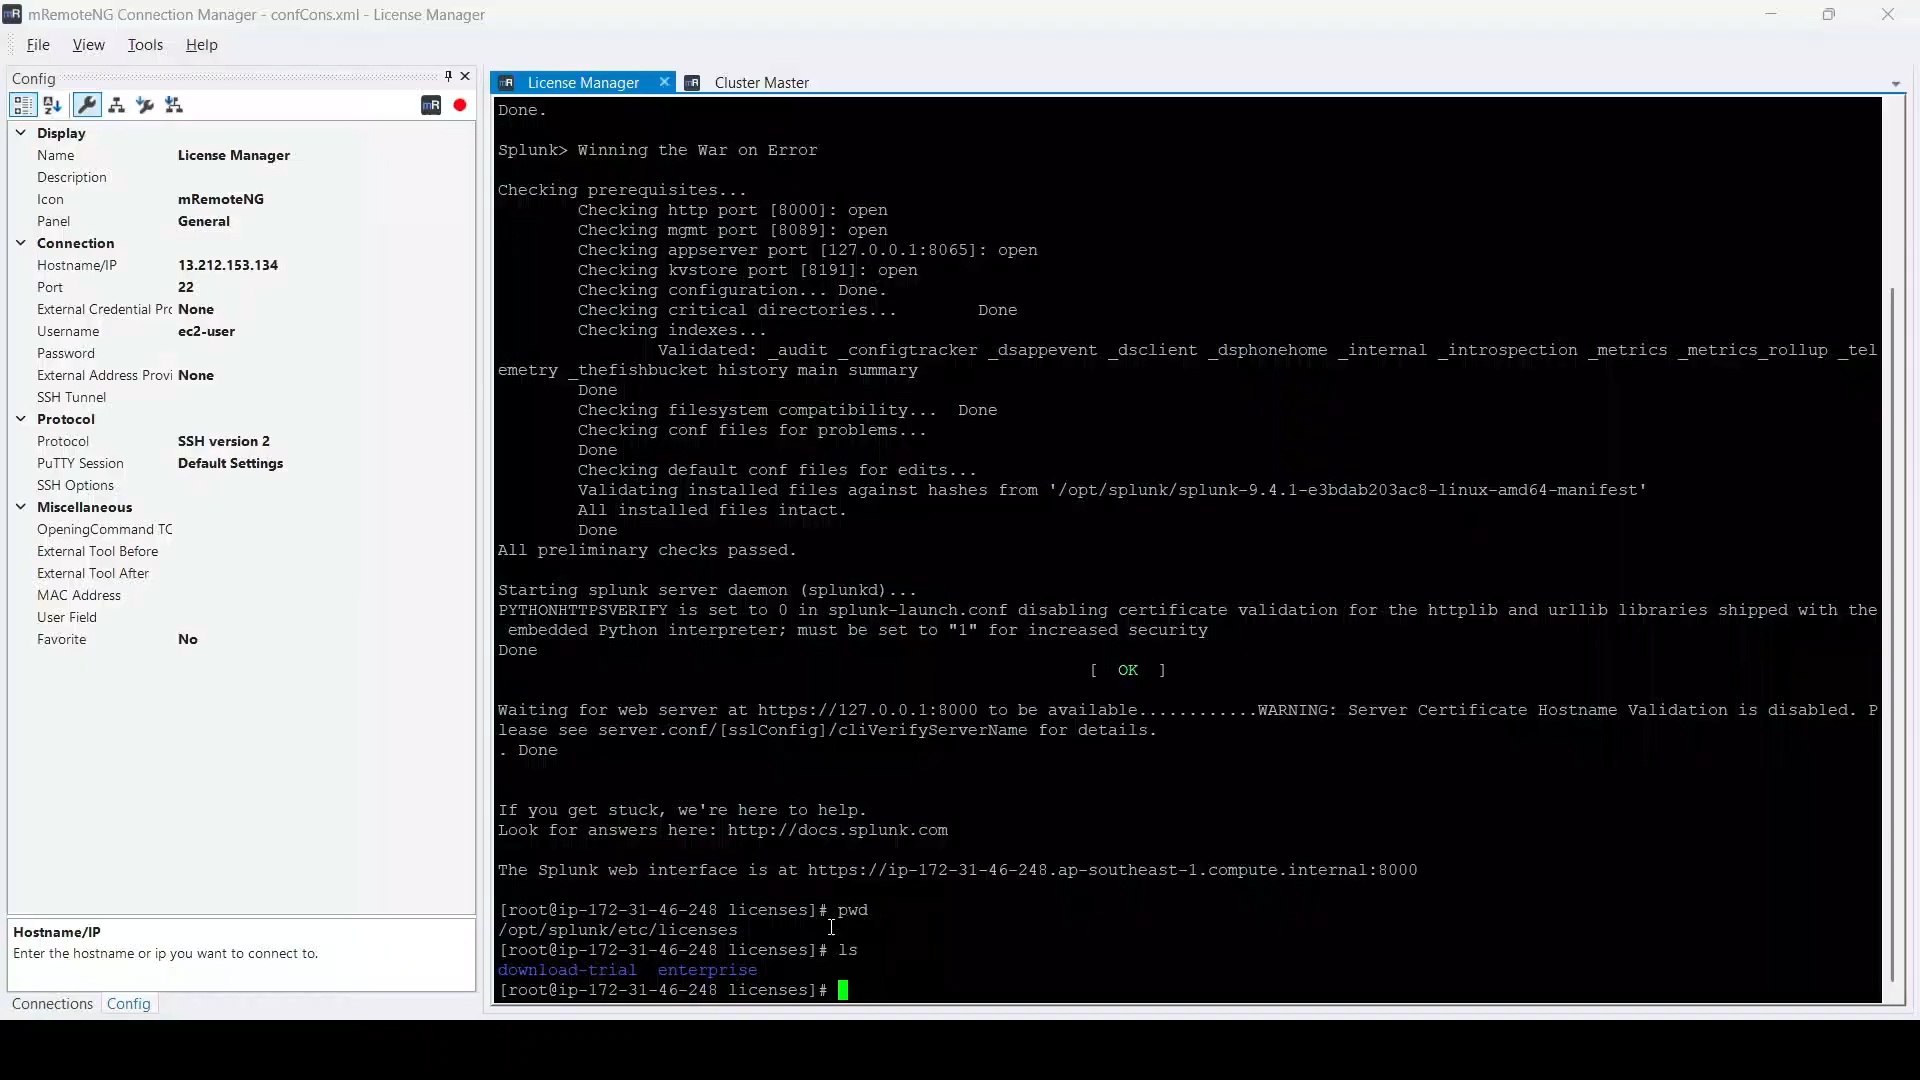 mRemoteNG Connection Manager - confCons.xml - License Manager
File View Tools Help
Config
License Manager
Cluster Master
Display
Name License Manager
Description
Icon mRemoteNG
Panel General
Connection
Hostname/IP 13.212.153.134
Port 22
External Credential Prc None
Username ec2-user
Password
External Address Provi None
SSH Tunnel
Protocol
Protocol SSH version 2
PuTTY Session Default Settings
SSH Options
Miscellaneous
OpeningCommand TC
External Tool Before
External Tool After
MAC Address
User Field
Favorite No
Hostname/IP
Enter the hostname or ip you want to connect to.
Connections Config
Done.
Splunk> Winning the War on Error
Checking prerequisites...
Checking http port [8000]: open
Checking mgmt port [8089]: open
Checking appserver port [127.0.0.1:8065]: open
Checking kvstore port [8191]: open
Checking configuration... Done.
Checking critical directories... Done
Checking indexes...
Validated: _audit _configtracker _dsappevent _dsclient _dsphonehome _internal _introspection _metrics _metrics_rollup _tel
emetry _thefishbucket history main summary
Done
Checking filesystem compatibility... Done
Checking conf files for problems...
Done
Checking default conf files for edits...
Validating installed files against hashes from '/opt/splunk/splunk-9.4.1-e3bdab203ac8-linux-amd64-manifest'
All installed files intact.
Done
All preliminary checks passed.
Starting splunk server daemon (splunkd)...
PYTHONHTTPSVERIFY is set to 0 in splunk-launch.conf disabling certificate validation for the httplib and urllib libraries shipped with the
embedded Python interpreter; must be set to "1" for increased security
Done
[ OK ]
Waiting for web server at https://127.0.0.1:8000 to be available............WARNING: Server Certificate Hostname Validation is disabled. P
lease see server.conf/[sslConfig]/cliVerifyServerName for details.
. Done
If you get stuck, we're here to help.
Look for answers here: http://docs.splunk.com
The Splunk web interface is at https://ip-172-31-46-248.ap-southeast-1.compute.internal:8000
[root@ip-172-31-46-248 licenses]# pwd
/opt/splunk/etc/licenses
[root@ip-172-31-46-248 licenses]# ls
download-trial enterprise
[root@ip-172-31-46-248 licenses]#